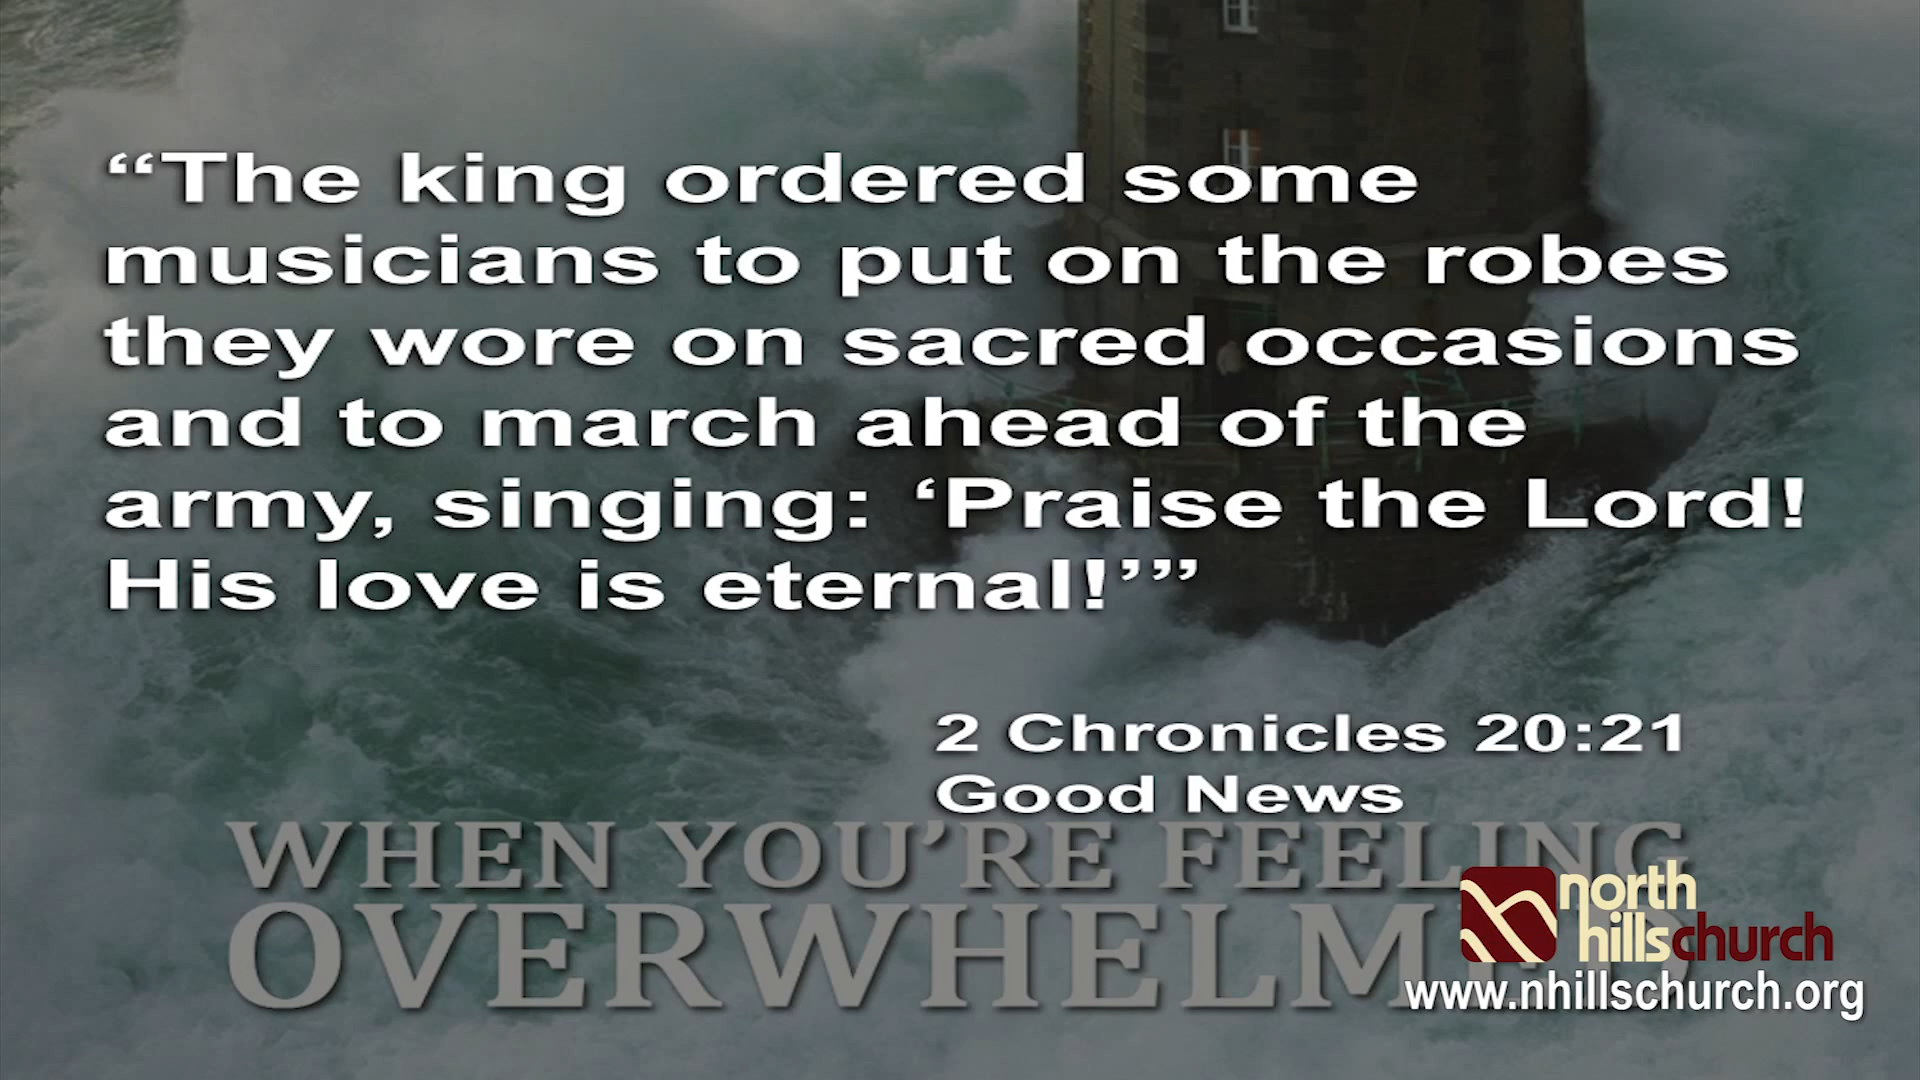 “The king ordered some
musicians to put on the robes
they wore on sacred occasions
and to march ahead of the
army, singing: ‘Praise the Lord!
His love is eternal!’”
2 Chronicles 20:21
Good News
WHEN YOU’RE FEELING
OVERWHELMED
north
hillschurch
www.nhillschurch.org